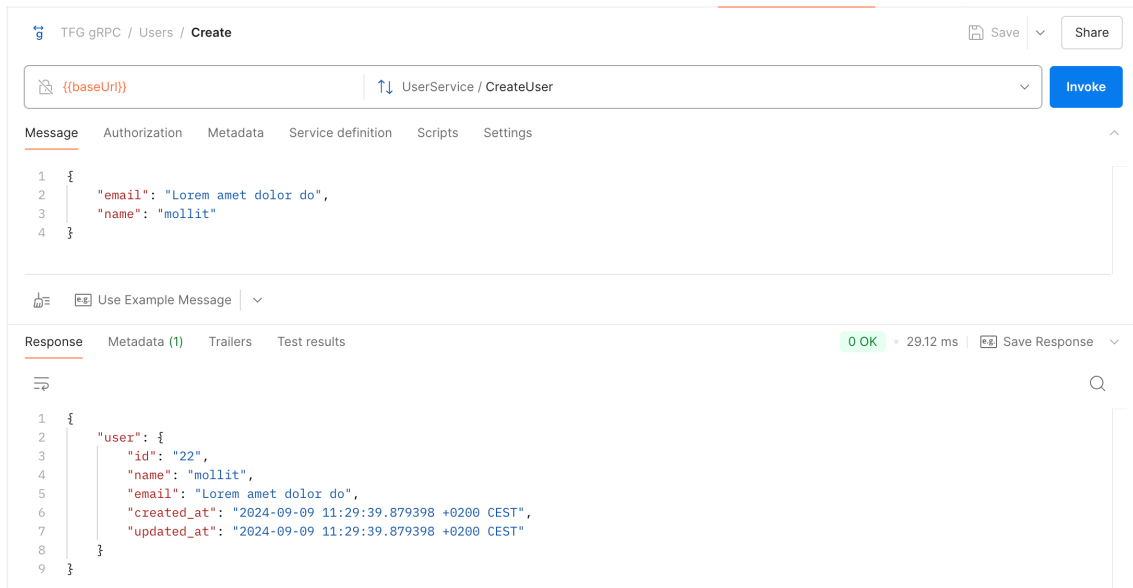 TFG gRPC / Users / Create
Save
Share
{{baseUrl}}
UserService / CreateUser
Invoke
Message Authorization Metadata Service definition Scripts Settings
1 {
2 "email": "Lorem amet dolor do",
3 "name": "mollit"
4 }
e.g. Use Example Message
Response Metadata (1) Trailers Test results
0 OK 29.12 ms e.g. Save Response
1 {
2 "user": {
3 "id": "22",
4 "name": "mollit",
5 "email": "Lorem amet dolor do",
6 "created_at": "2024-09-09 11:29:39.879398 +0200 CEST",
7 "updated_at": "2024-09-09 11:29:39.879398 +0200 CEST"
8 }
9 }